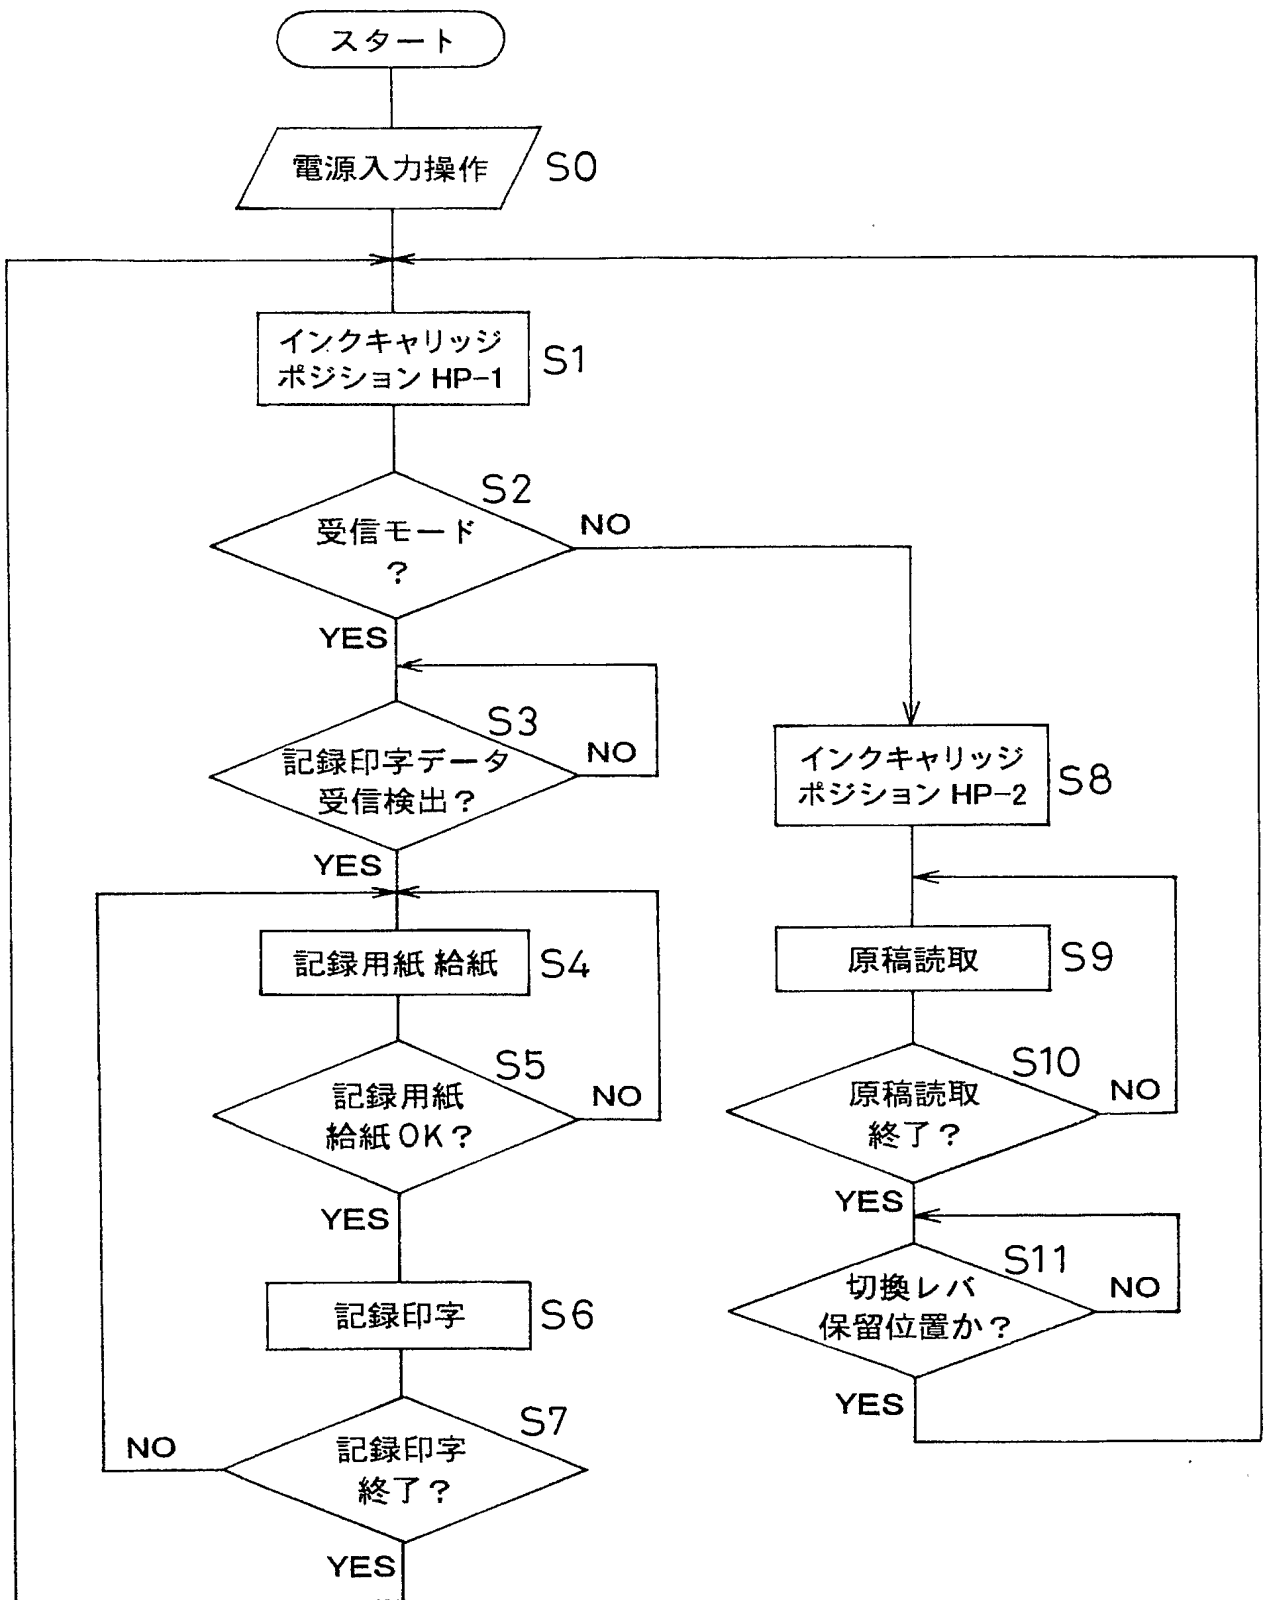 スタート
電源入力操作
S0
インクキャリッジ
ポジション HP-1
S1
S2
受信モード
?
NO
YES
S3
記録印字データ
受信検出?
NO
YES
記録用紙 給紙
S4
S5
記録用紙
給紙 OK?
NO
YES
記録印字
S6
S7
記録印字
終了?
NO
YES
インクキャリッジ
ポジション HP-2
S8
原稿読取
S9
S10
原稿読取
終了?
NO
YES
S11
切換レバ
保留位置か?
NO
YES